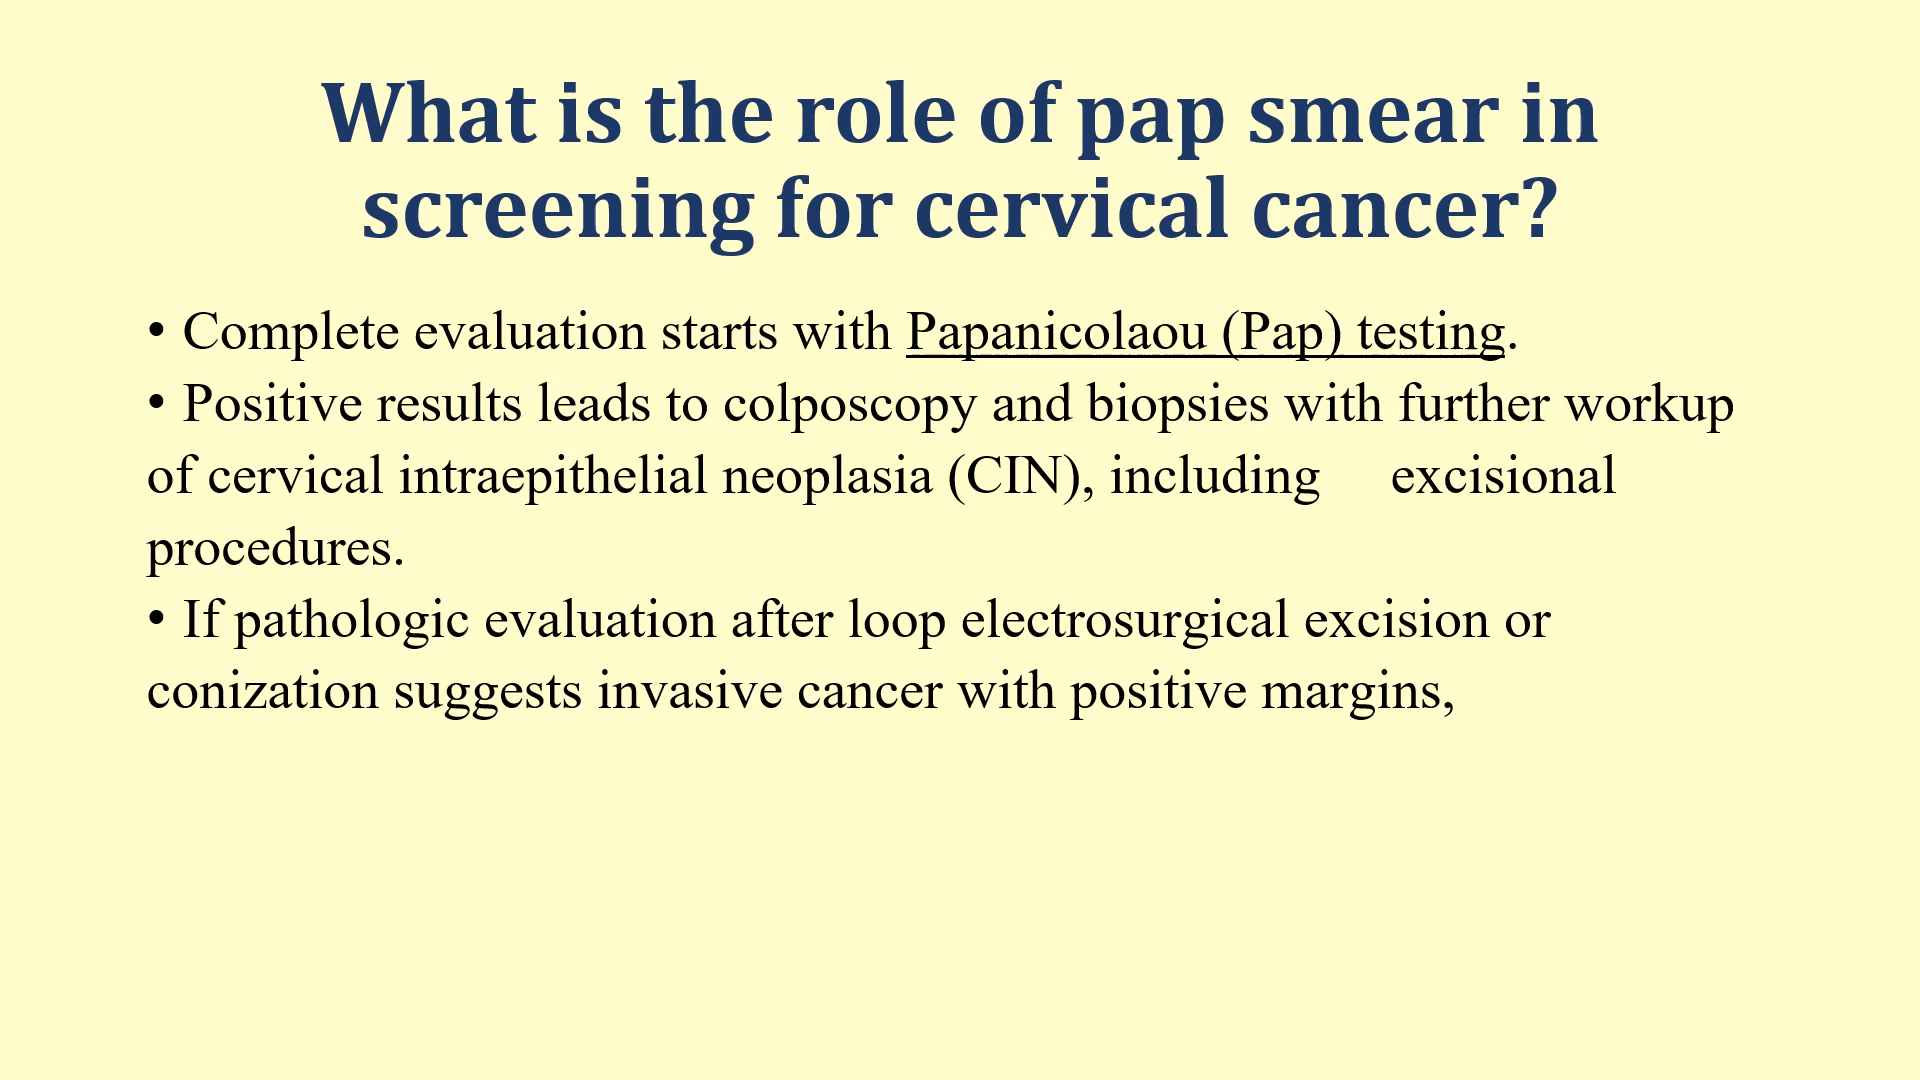 What is the role of pap smear in
screening for cervical cancer?
• Complete evaluation starts with Papanicolaou (Pap) testing.
• Positive results leads to colposcopy and biopsies with further workup
of cervical intraepithelial neoplasia (CIN), including excisional
procedures.
• If pathologic evaluation after loop electrosurgical excision or
conization suggests invasive cancer with positive margins,